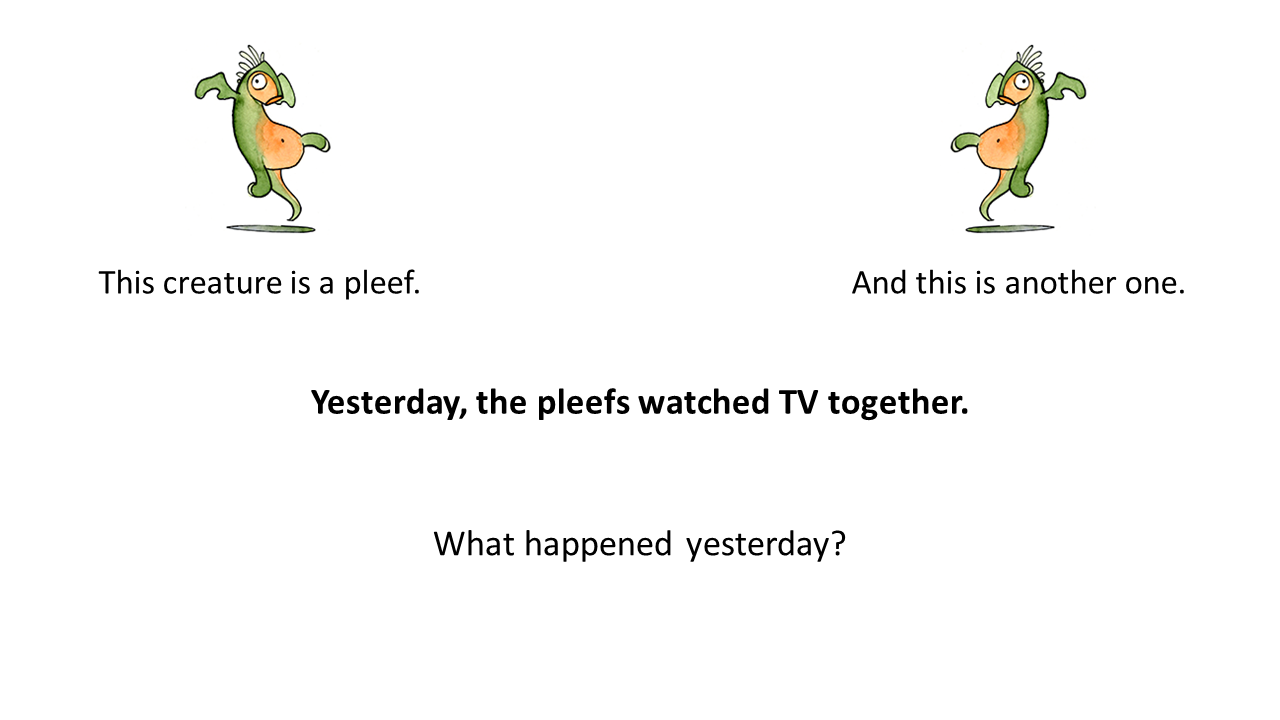 This creature is a pleef.
And this is another one.
Yesterday, the pleefs watched TV together.
What happened yesterday?